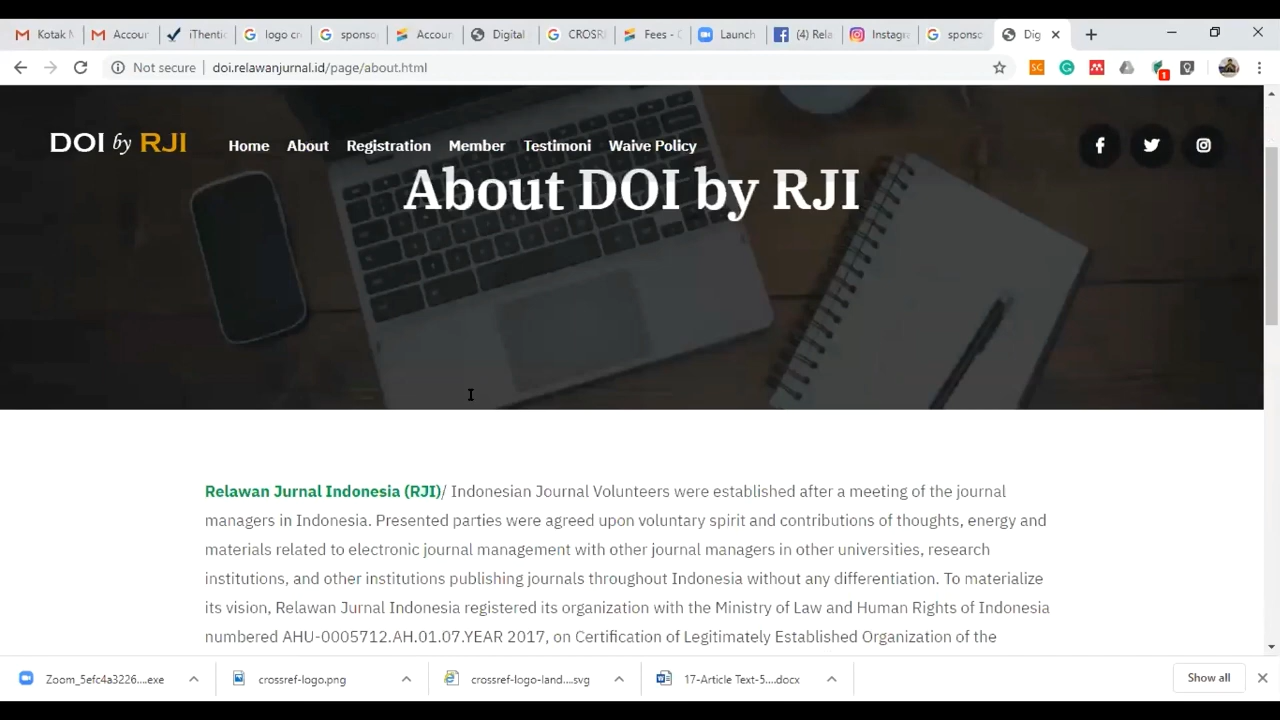 Kotak M
Accoun
iThentic
logo cr
sponso
Accoun
Digital
CROSR
Fees - C
Launch
(4) Rela
Instagra
sponso
Dig
Not secure
doi.relawanjurnal.id/page/about.html
SC
1
DOI by RJI
Home
About
Registration
Member
Testimoni
Waive Policy
About DOI by RJI
Relawan Jurnal Indonesia (RJI)/ Indonesian Journal Volunteers were established after a meeting of the journal
managers in Indonesia. Presented parties were agreed upon voluntary spirit and contributions of thoughts, energy and
materials related to electronic journal management with other journal managers in other universities, research
institutions, and other institutions publishing journals throughout Indonesia without any differentiation. To materialize
its vision, Relawan Jurnal Indonesia registered its organization with the Ministry of Law and Human Rights of Indonesia
numbered AHU-0005712.AH.01.07.YEAR 2017, on Certification of Legitimately Established Organization of the
Zoom_5efc4a3226....exe
crossref-logo.png
crossref-logo-land....svg
17-Article Text-5....docx
Show all